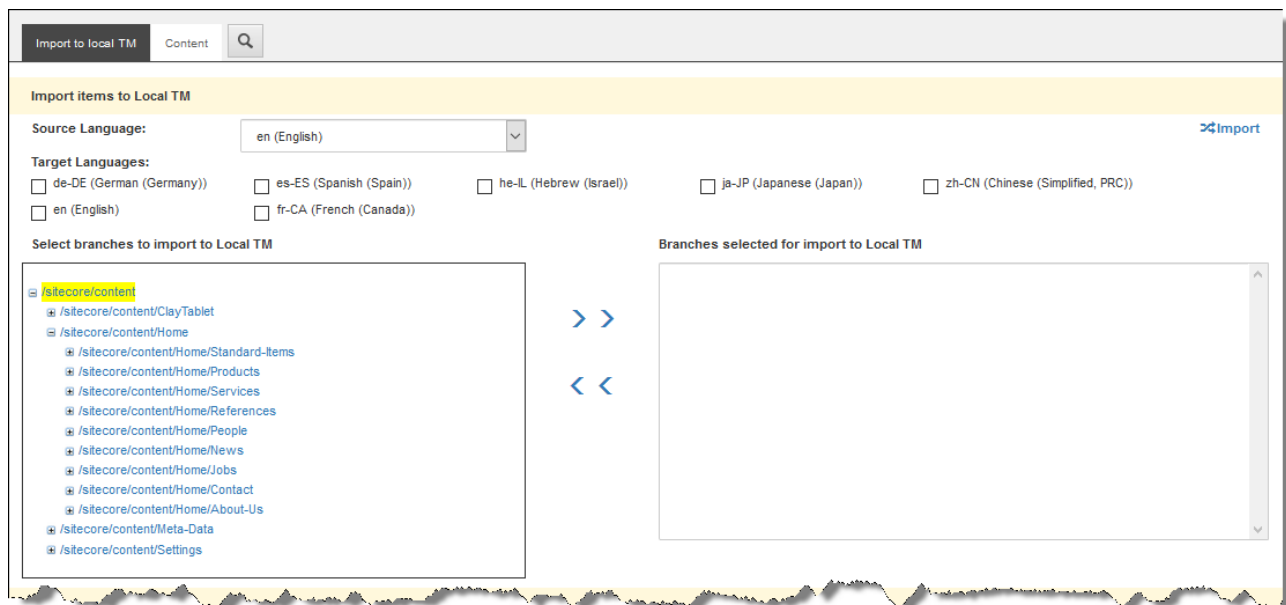 Import to local TM Content
Import items to Local TM
Source Language: en (English) Import
Target Languages:
de-DE (German (Germany)) es-ES (Spanish (Spain)) he-IL (Hebrew (Israel)) ja-JP (Japanese (Japan)) zh-CN (Chinese (Simplified, PRC))
en (English) fr-CA (French (Canada))
Select branches to import to Local TM Branches selected for import to Local TM
/sitecore/content
/sitecore/content/ClayTablet
/sitecore/content/Home
/sitecore/content/Home/Standard-Items
/sitecore/content/Home/Products
/sitecore/content/Home/Services
/sitecore/content/Home/References
/sitecore/content/Home/People
/sitecore/content/Home/News
/sitecore/content/Home/Jobs
/sitecore/content/Home/Contact
/sitecore/content/Home/About-Us
/sitecore/content/Meta-Data
/sitecore/content/Settings